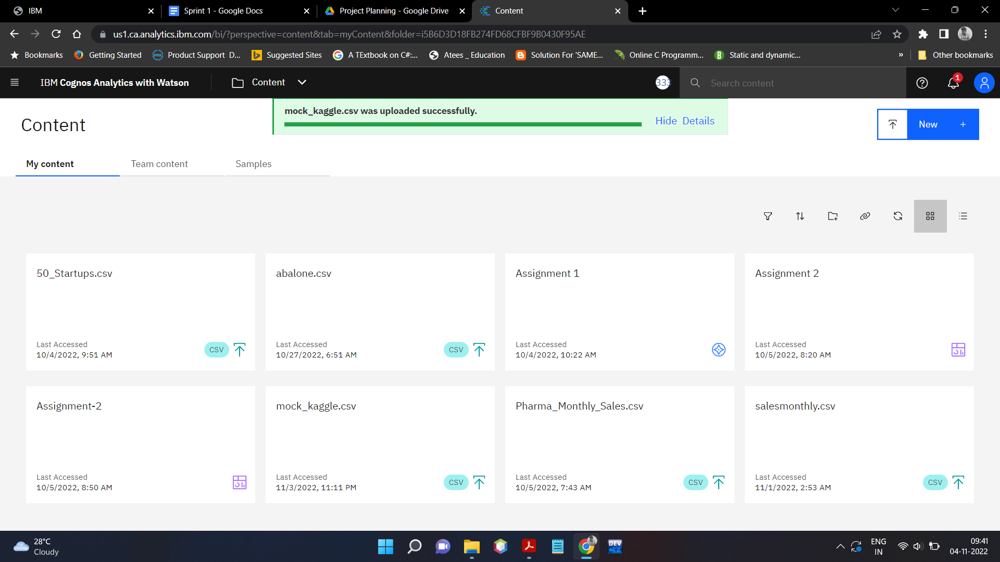 IBM
Sprint 1 - Google Docs
Project Planning - Google Drive
Content
us1.ca.analytics.ibm.com/bi/?perspective=content&tab=myContent&folder=i5B6D3D18FB274FD68CFBF9B0430F95AE
Bookmarks
Getting Started
Product Support D...
Suggested Sites
A TExtbook on C#:...
Atees _ Education
Solution For 'SAME...
Online C Programm...
Static and dynamic...
»
Other bookmarks
IBM Cognos Analytics with Watson
Content
333
Search content
1
mock_kaggle.csv was uploaded successfully.
Hide Details
Content
New +
My content
Team content
Samples
50_Startups.csv
Last Accessed
10/4/2022, 9:51 AM
CSV
abalone.csv
Last Accessed
10/27/2022, 6:51 AM
CSV
Assignment 1
Last Accessed
10/4/2022, 10:22 AM
Assignment 2
Last Accessed
10/5/2022, 8:20 AM
Assignment-2
Last Accessed
10/5/2022, 8:50 AM
mock_kaggle.csv
Last Accessed
11/3/2022, 11:11 PM
CSV
Pharma_Monthly_Sales.csv
Last Accessed
10/5/2022, 7:43 AM
CSV
salesmonthly.csv
Last Accessed
11/1/2022, 2:53 AM
CSV
28°C
Cloudy
DEV
ENG
IN
09:41
04-11-2022